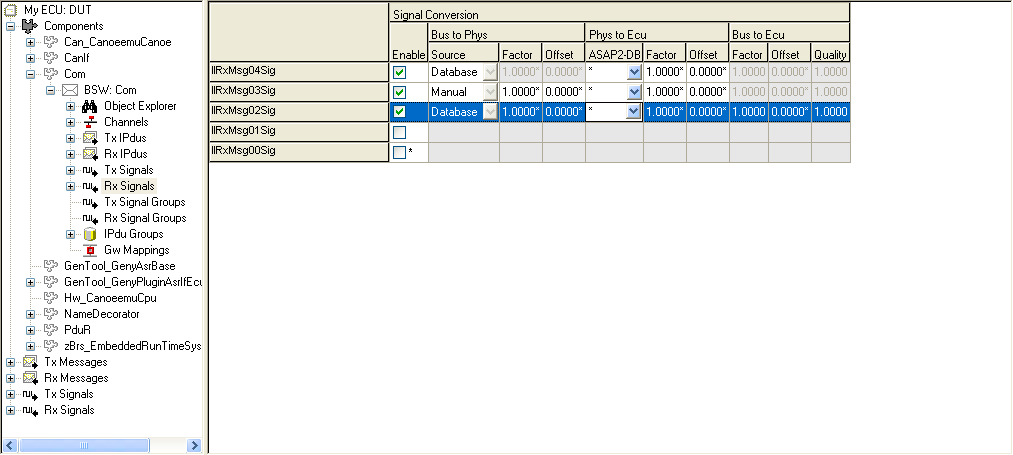 My ECU: DUT
Components
Can_CanoeemuCanoe
CanIf
Com
BSW: Com
Object Explorer
Channels
Tx IPdus
Rx IPdus
Tx Signals
Rx Signals
Tx Signal Groups
Rx Signal Groups
IPdu Groups
Gw Mappings
GenTool_GenyAsrBase
GenTool_GenyPluginAsrIfEcu
Hw_CanoeemuCpu
NameDecorator
PduR
zBrs_EmbeddedRunTimeSys
Tx Messages
Rx Messages
Tx Signals
Rx Signals
Signal Conversion
Bus to Phys Phys to Ecu Bus to Ecu
Enable Source Factor Offset ASAP2-DB Factor Offset Factor Offset Quality
IlRxMsg04Sig Database 1.0000* 0.0000* * 1.0000* 0.0000* 1.0000 0.0000 1.0000
IlRxMsg03Sig Manual 1.0000* 0.0000* * 1.0000* 0.0000* 1.0000 0.0000 1.0000
IlRxMsg02Sig Database 1.0000* 0.0000* * 1.0000* 0.0000* 1.0000 0.0000 1.0000
IlRxMsg01Sig
IlRxMsg00Sig *